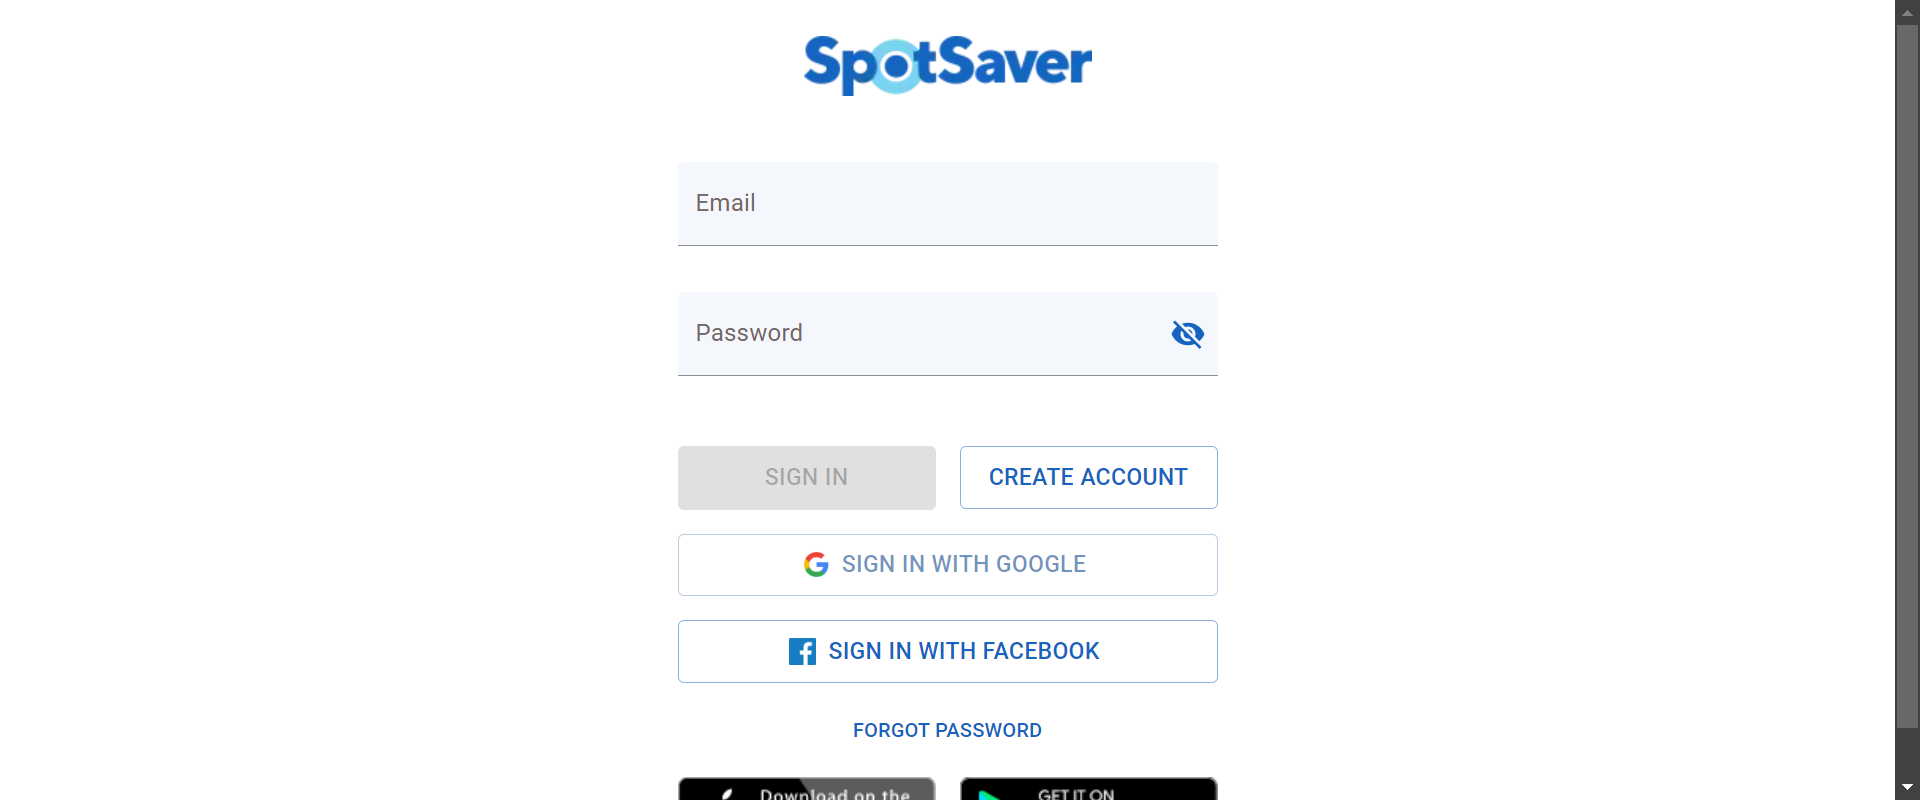 SpotSaver
Email
Password
SIGN IN
CREATE ACCOUNT
SIGN IN WITH GOOGLE
SIGN IN WITH FACEBOOK
FORGOT PASSWORD
Download on the
GET IT ON